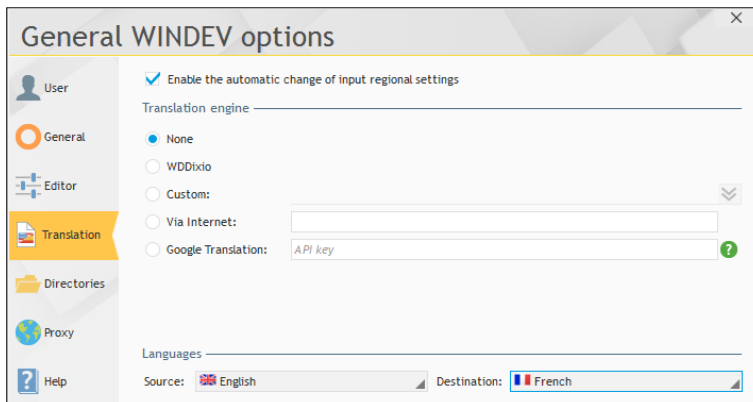 General WINDEV options
User
General
Editor
Translation
Directories
Proxy
Help
Enable the automatic change of input regional settings
Translation engine
None
WDDixio
Custom:
Via Internet:
Google Translation: API key ?
Languages
Source: English Destination: French